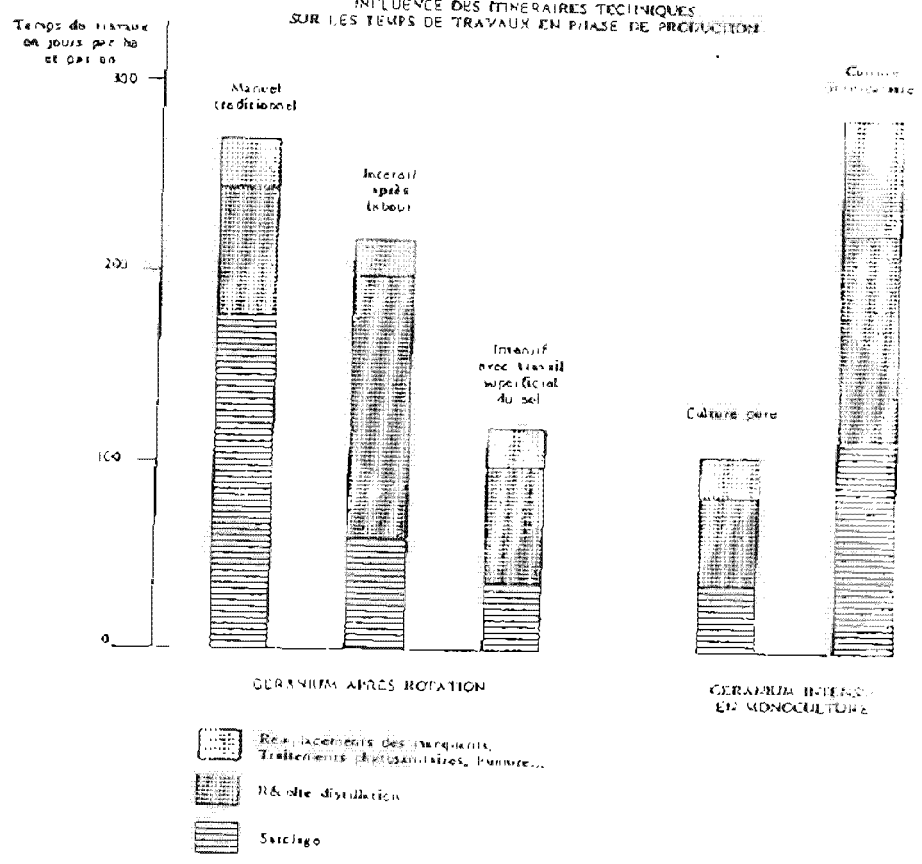 INFLUENCE DES ITINERAIRES TECHNIQUES
SUR LES TEMPS DE TRAVAUX EN PHASE DE PRODUCTION
Temps de travaux
en jours par ha
et par an
300
200
100
0
Manuel
traditionnel
Intensif
après
labour
Intensif
avec travail
superficiel
du sol
Culture pure
Culture
GERANIUM APRES ROTATION
GERANIUM INTENSIF
EN MONOCULTURE
Remplacements des manquants,
Traitements phytosanitaires,
Récolte distillation
Sarclage